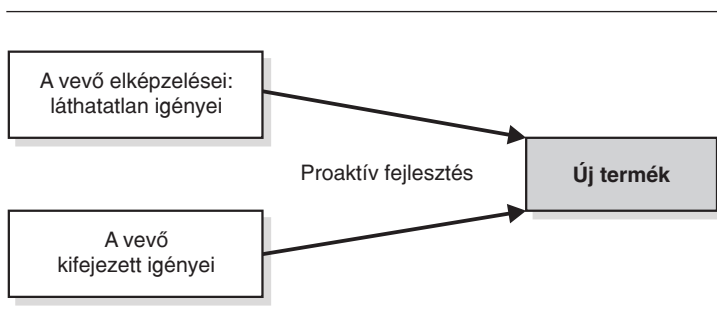 A vevő elképzelései:
láthatatlan igényei
Proaktív fejlesztés
Új termék
A vevő
kifejezett igényei